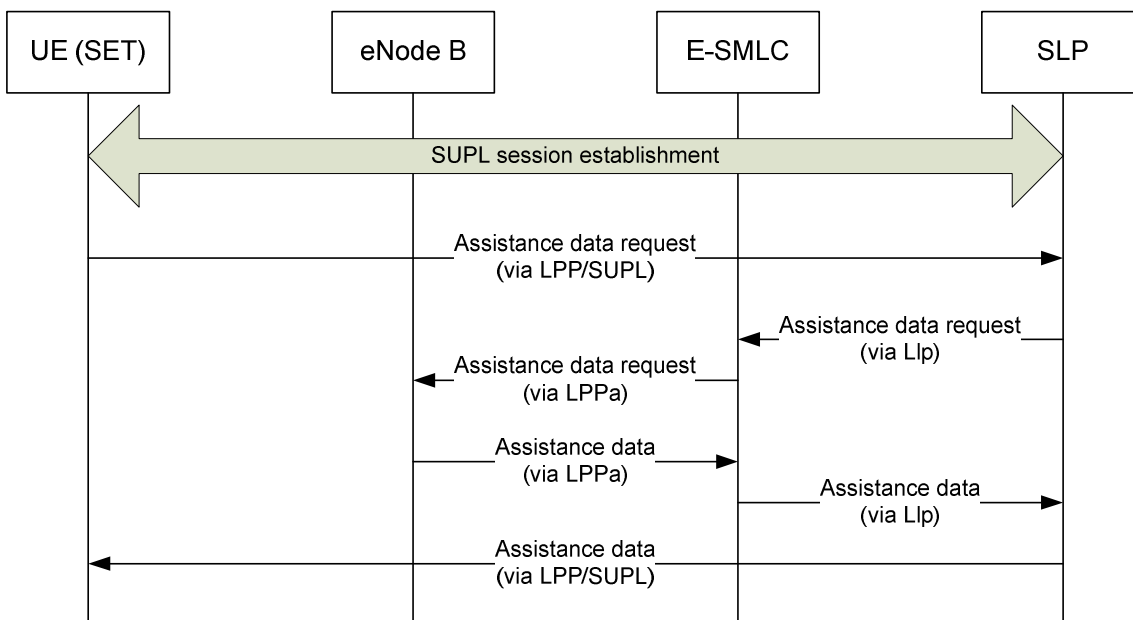 UE (SET)
eNode B
E-SMLC
SLP
SUPL session establishment
Assistance data request
(via LPP/SUPL)
Assistance data request
(via Llp)
Assistance data request
(via LPPa)
Assistance data
(via LPPa)
Assistance data
(via Llp)
Assistance data
(via LPP/SUPL)